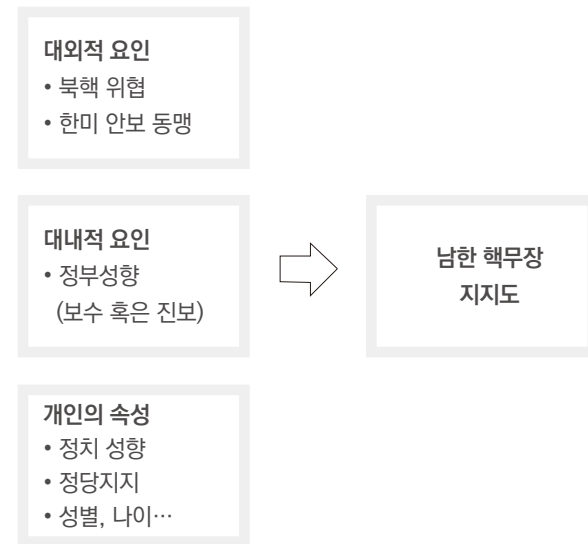 대외적 요인
• 북핵 위협
• 한미 안보 동맹
대내적 요인
• 정부성향
(보수 혹은 진보)
남한 핵무장
지지도
개인의 속성
• 정치 성향
• 정당지지
• 성별, 나이…